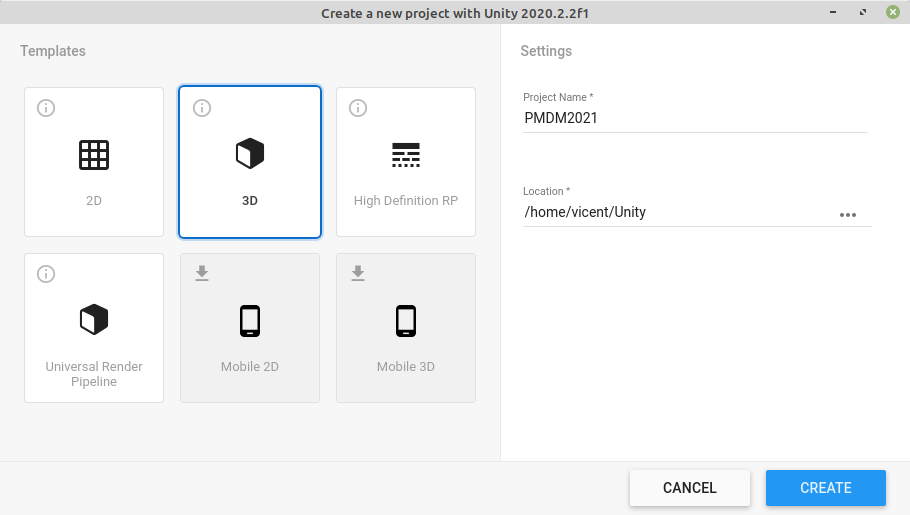 Create a new project with Unity 2020.2.2f1
Templates
2D
3D
High Definition RP
Universal Render
Pipeline
Mobile 2D
Mobile 3D
Settings
Project Name *
PMDM2021
Location *
/home/vicent/Unity
CANCEL
CREATE